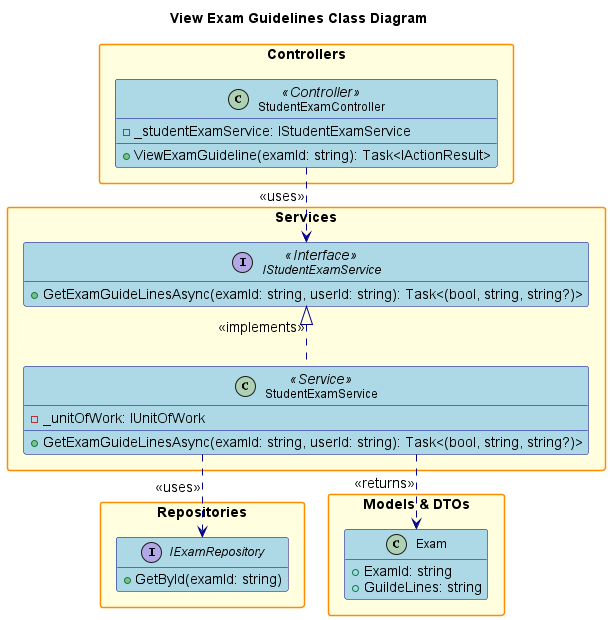 View Exam Guidelines Class Diagram
Controllers
C
«Controller»
StudentExamController
_studentExamService: IStudentExamService
ViewExamGuideline(examId: string): Task<IActionResult>
«uses»
Services
I
«Interface»
IStudentExamService
GetExamGuideLinesAsync(examId: string, userId: string): Task<(bool, string, string?)>
«implements»
C
«Service»
StudentExamService
_unitOfWork: IUnitOfWork
GetExamGuideLinesAsync(examId: string, userId: string): Task<(bool, string, string?)>
«uses»
«returns»
Repositories
I
IExamRepository
GetById(examId: string)
Models & DTOs
C
Exam
ExamId: string
GuildeLines: string